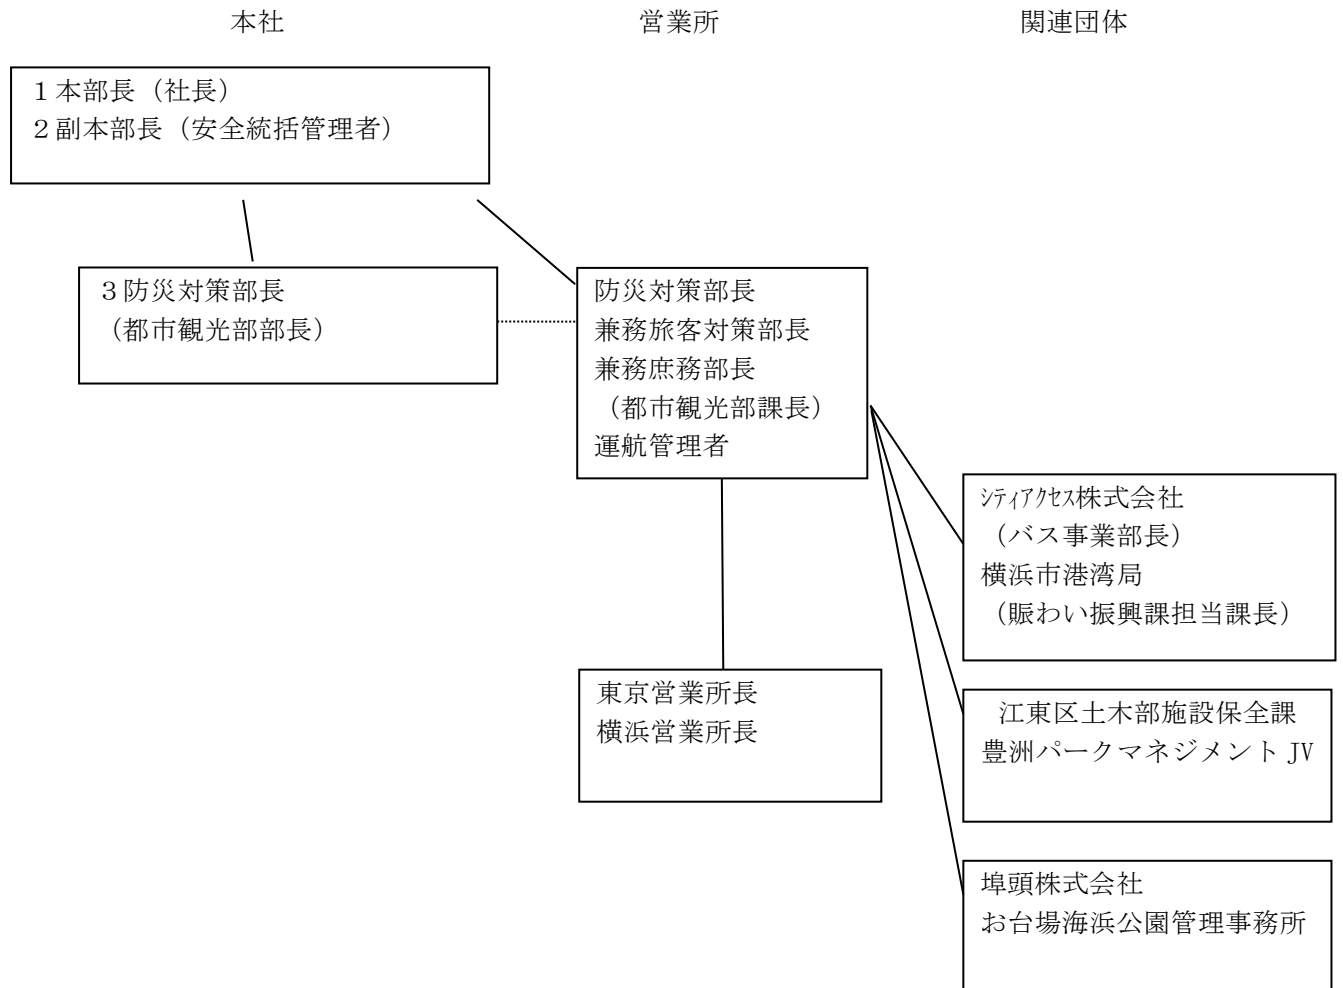 本社 営業所 関連団体
１本部長（社長）
２副本部長（安全統括管理者）
３防災対策部長
（都市観光部部長）
防災対策部長
兼務旅客対策部長
兼務庶務部長
（都市観光部課長）
運航管理者
東京営業所長
横浜営業所長
ｼﾃｨｱｸｾｽ株式会社
（バス事業部長）
横浜市港湾局
（賑わい振興課担当課長）
江東区土木部施設保全課
豊洲パークマネジメント JV
埠頭株式会社
お台場海浜公園管理事務所